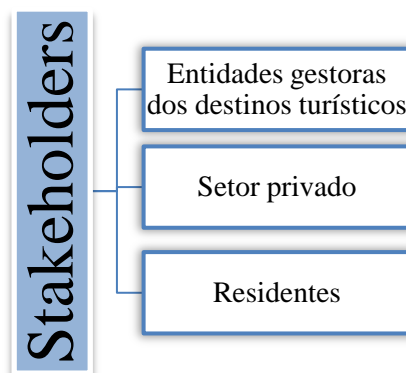 Stakeholders
Entidades gestoras
dos destinos turísticos
Setor privado
Residentes